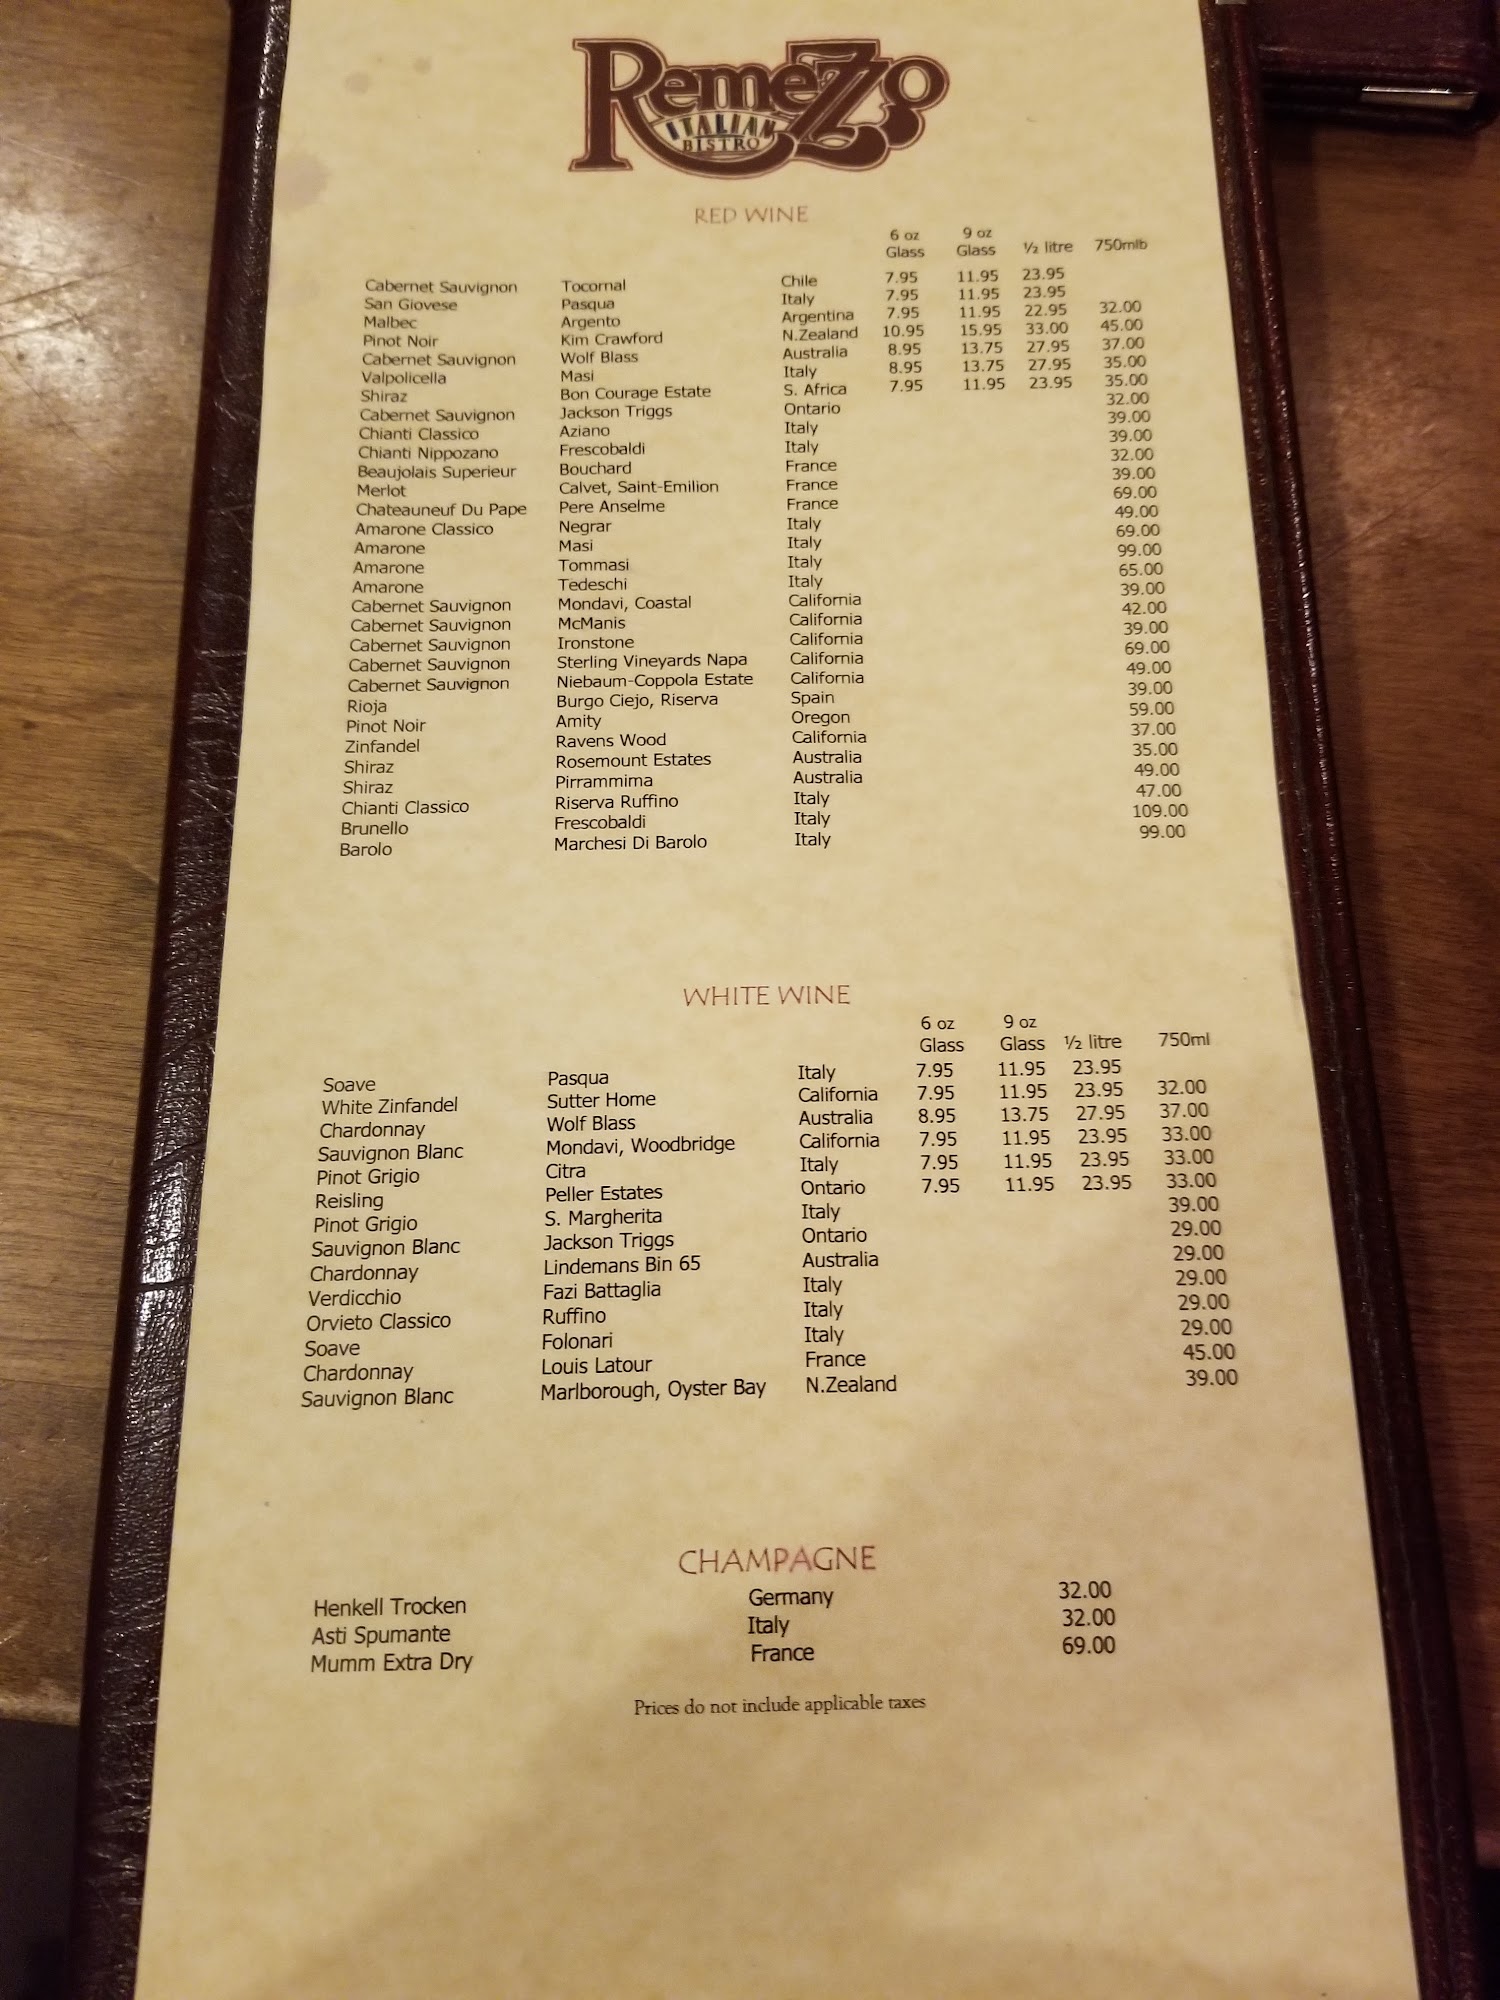 Remezzo
ITALIAN
BISTRO
RED WINE
6 oz Glass 9 oz Glass ½ litre 750mlb
Cabernet Sauvignon Tocornal Chile 7.95 11.95 23.95
San Giovese Pasqua Italy 7.95 11.95 23.95
Malbec Argento Argentina 7.95 11.95 22.95 32.00
Pinot Noir Kim Crawford N.Zealand 10.95 15.95 33.00 45.00
Cabernet Sauvignon Wolf Blass Australia 8.95 13.75 27.95 37.00
Valpolicella Masi Italy 8.95 13.75 27.95 35.00
Shiraz Bon Courage Estate S. Africa 7.95 11.95 23.95 35.00
Cabernet Sauvignon Jackson Triggs Ontario 32.00
Chianti Classico Aziano Italy 39.00
Chianti Nippozano Frescobaldi Italy 39.00
Beaujolais Superieur Bouchard France 32.00
Merlot Calvet, Saint-Emilion France 39.00
Chateauneuf Du Pape Pere Anselme France 69.00
Amarone Classico Negrar Italy 49.00
Amarone Masi Italy 69.00
Amarone Tommasi Italy 99.00
Amarone Tedeschi Italy 65.00
Cabernet Sauvignon Mondavi, Coastal California 39.00
Cabernet Sauvignon McManis California 42.00
Cabernet Sauvignon Ironstone California 39.00
Cabernet Sauvignon Sterling Vineyards Napa California 69.00
Cabernet Sauvignon Niebaum-Coppola Estate California 49.00
Rioja Burgo Ciejo, Riserva Spain 39.00
Pinot Noir Amity Oregon 59.00
Zinfandel Ravens Wood California 37.00
Shiraz Rosemount Estates Australia 35.00
Shiraz Pirrammima Australia 49.00
Chianti Classico Riserva Ruffino Italy 47.00
Brunello Frescobaldi Italy 109.00
Barolo Marchesi Di Barolo Italy 99.00
WHITE WINE
6 oz Glass 9 oz Glass ½ litre 750ml
Soave Pasqua Italy 7.95 11.95 23.95
White Zinfandel Sutter Home California 7.95 11.95 23.95 32.00
Chardonnay Wolf Blass Australia 8.95 13.75 27.95 37.00
Sauvignon Blanc Mondavi, Woodbridge California 7.95 11.95 23.95 33.00
Pinot Grigio Citra Italy 7.95 11.95 23.95 33.00
Reisling Peller Estates Ontario 7.95 11.95 23.95 33.00
Pinot Grigio S. Margherita Italy 39.00
Sauvignon Blanc Jackson Triggs Ontario 29.00
Chardonnay Lindemans Bin 65 Australia 29.00
Verdicchio Fazi Battaglia Italy 29.00
Orvieto Classico Ruffino Italy 29.00
Soave Folonari Italy 29.00
Chardonnay Louis Latour France 45.00
Sauvignon Blanc Marlborough, Oyster Bay N.Zealand 39.00
CHAMPAGNE
Henkell Trocken Germany 32.00
Asti Spumante Italy 32.00
Mumm Extra Dry France 69.00
Prices do not include applicable taxes